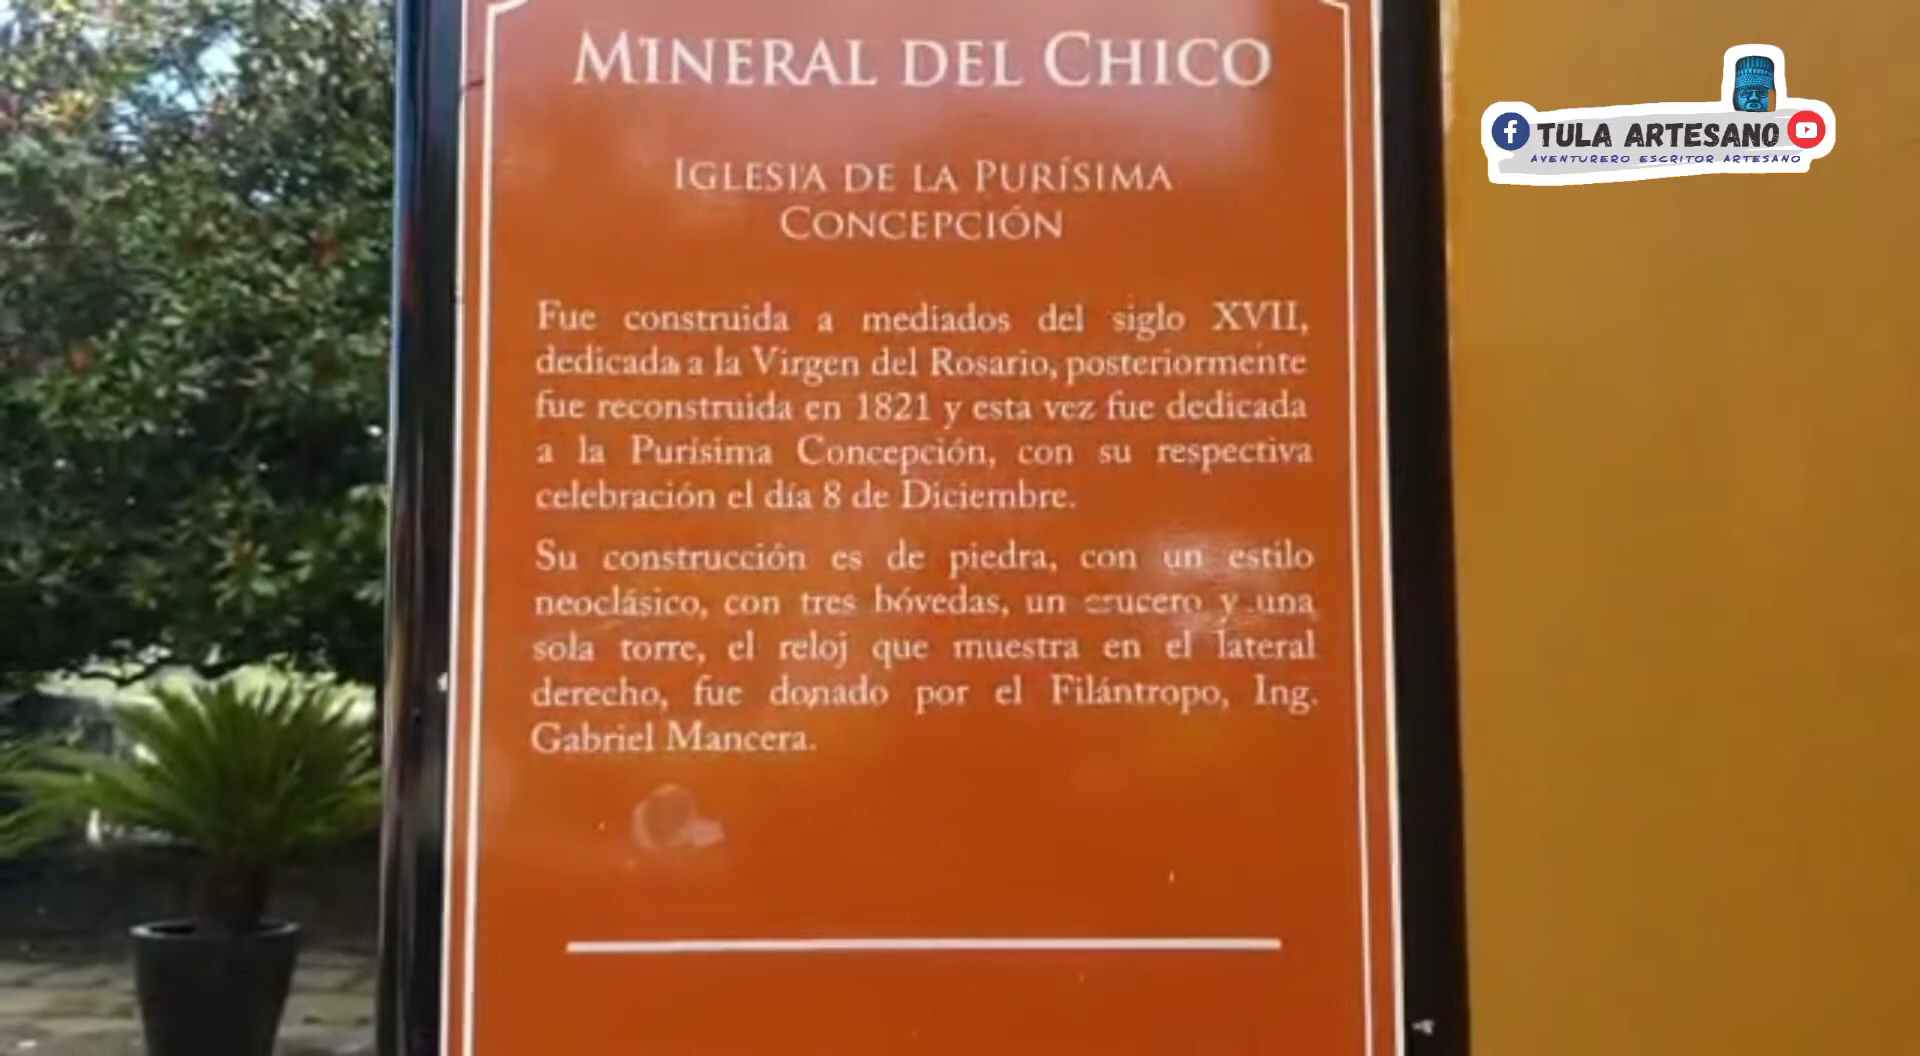 MINERAL DEL CHICO
IGLESIA DE LA PURÍSIMA
CONCEPCIÓN
Fue construida a mediados del siglo XVII,
dedicada a la Virgen del Rosario, posteriormente
fue reconstruida en 1821 y esta vez fue dedicada
a la Purísima Concepción, con su respectiva
celebración el día 8 de Diciembre.
Su construcción es de piedra, con un estilo
neoclásico, con tres bóvedas, un crucero y una
sola torre, el reloj que muestra en el lateral
derecho, fue donado por el Filántropo, Ing.
Gabriel Mancera.
TULA ARTESANO
AVENTURERO ESCRITOR ARTESANO